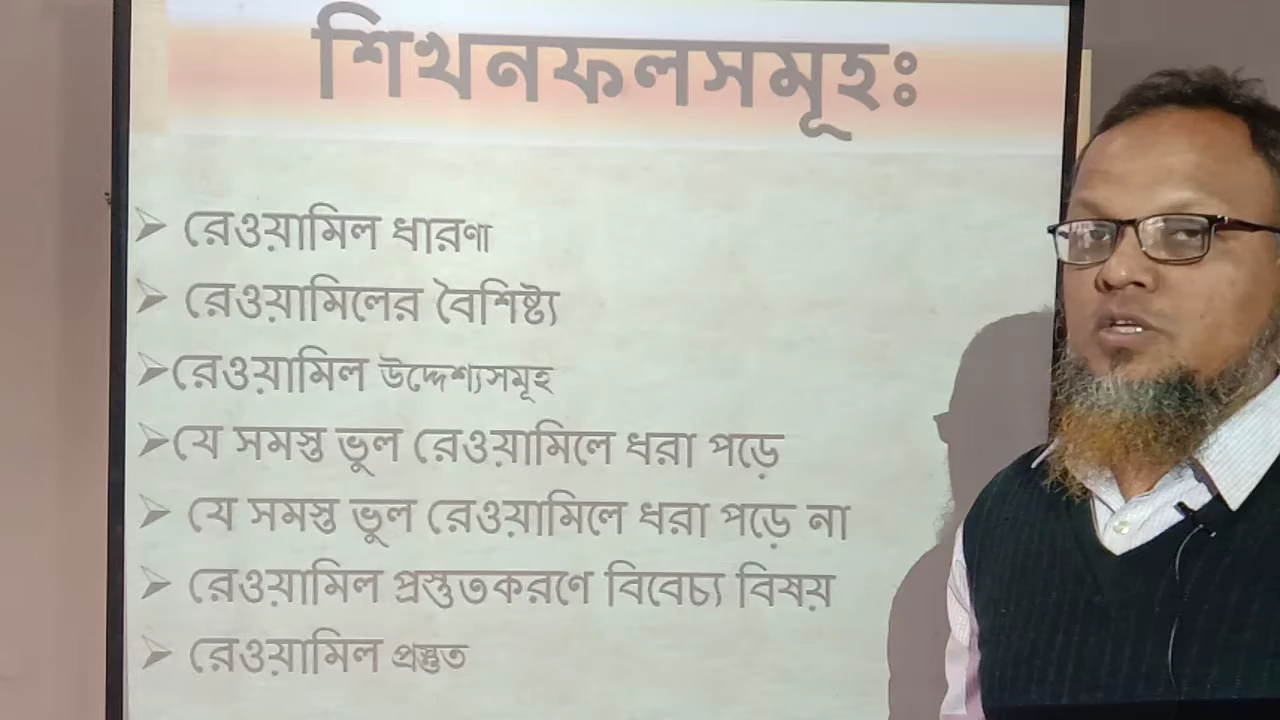 শিখনফলসমূহঃ
➢ রেওয়ামিল ধারণা
➢ রেওয়ামিলের বৈশিষ্ট্য
➢রেওয়ামিল উদ্দেশ্যসমূহ
➢যে সমস্ত ভুল রেওয়ামিলে ধরা পড়ে
➢ যে সমস্ত ভুল রেওয়ামিলে ধরা পড়ে না
➢ রেওয়ামিল প্রস্তুতকরণে বিবেচ্য বিষয়
➢ রেওয়ামিল প্রস্তুত